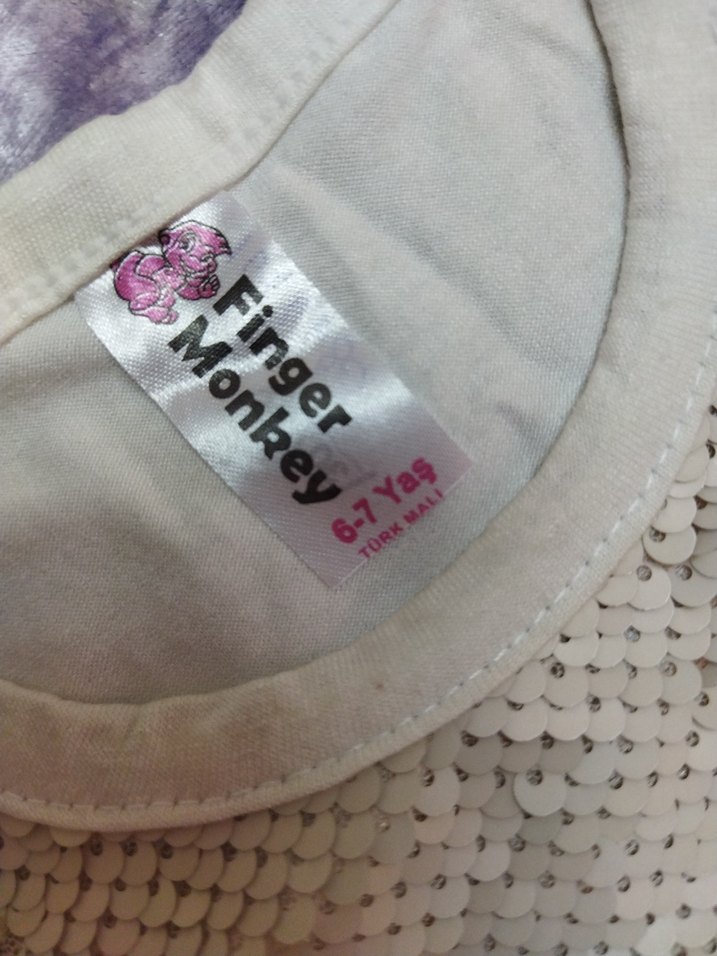 Finger
Monkey
6-7 Yaş
TÜRK MALI